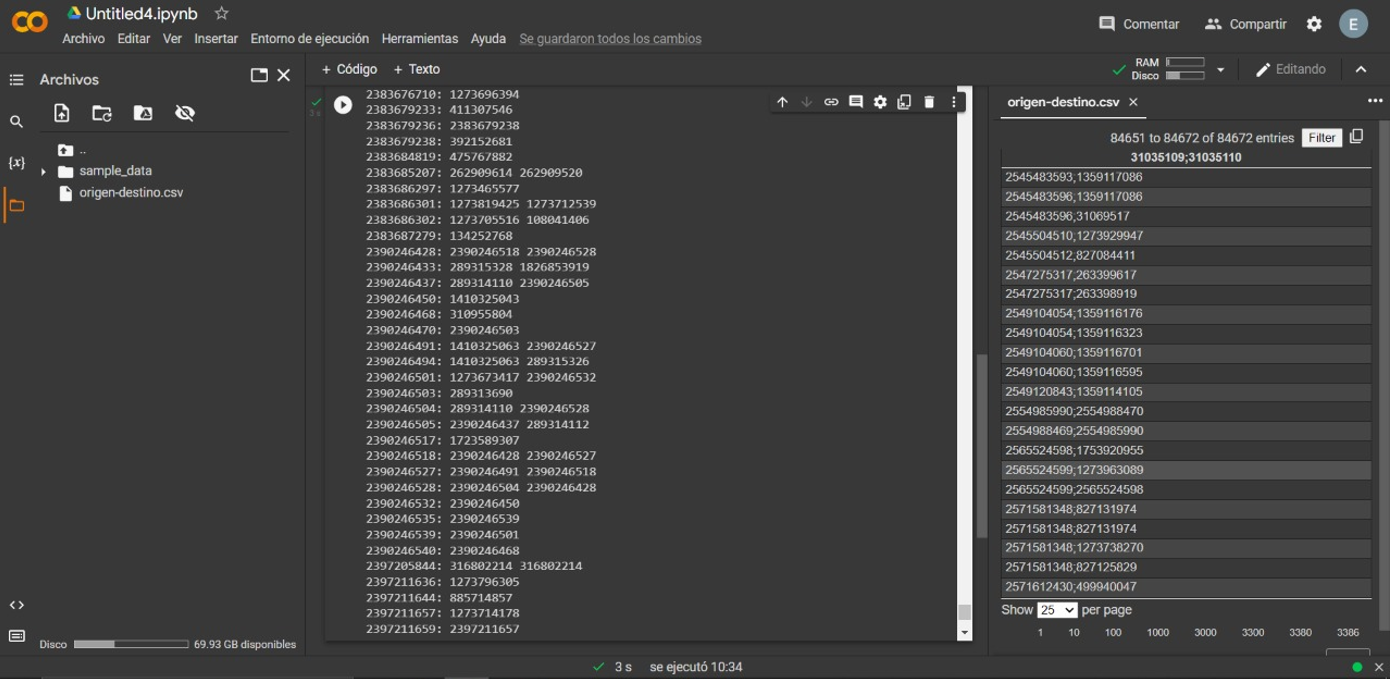 Untitled4.ipynb
Archivo Editar Ver Insertar Entorno de ejecución Herramientas Ayuda Se guardaron todos los cambios
Comentar Compartir E
Archivos
..
sample_data
origen-destino.csv
Disco 69.93 GB disponibles
+ Código + Texto
RAM
Disco
Editando
3 s
2383676710: 1273696394
2383679233: 411307546
2383679236: 2383679238
2383679238: 392152681
2383684819: 475767882
2383685207: 262909614 262909520
2383686297: 1273465577
2383686301: 1273819425 1273712539
2383686302: 1273705516 108041406
2383687279: 134252768
2390246428: 2390246518 2390246528
2390246433: 289315328 1826853919
2390246437: 289314110 2390246505
2390246450: 1410325043
2390246468: 310955804
2390246470: 2390246503
2390246491: 1410325063 2390246527
2390246494: 1410325063 289315326
2390246501: 1273673417 2390246532
2390246503: 289313690
2390246504: 289314110 2390246528
2390246505: 2390246437 289314112
2390246517: 1723589307
2390246518: 2390246428 2390246527
2390246527: 2390246491 2390246518
2390246528: 2390246504 2390246428
2390246532: 2390246450
2390246535: 2390246539
2390246539: 2390246501
2390246540: 2390246468
2397205844: 316802214 316802214
2397211636: 1273796305
2397211644: 885714857
2397211657: 1273714178
2397211659: 2397211657
origen-destino.csv
84651 to 84672 of 84672 entries Filter
31035109;31035110
2545483593;1359117086
2545483596;1359117086
2545483596;31069517
2545504510;1273929947
2545504512;827084411
2547275317;263399617
2547275317;263398919
2549104054;1359116176
2549104054;1359116323
2549104060;1359116701
2549104060;1359116595
2549120843;1359114105
2554985990;2554988470
2554988469;2554985990
2565524598;1753920955
2565524599;1273963089
2565524599;2565524598
2571581348;827131974
2571581348;827131974
2571581348;1273738270
2571581348;827125829
2571612430;499940047
Show 25 per page
1 10 100 1000 3000 3300 3380 3386
3 s se ejecutó 10:34